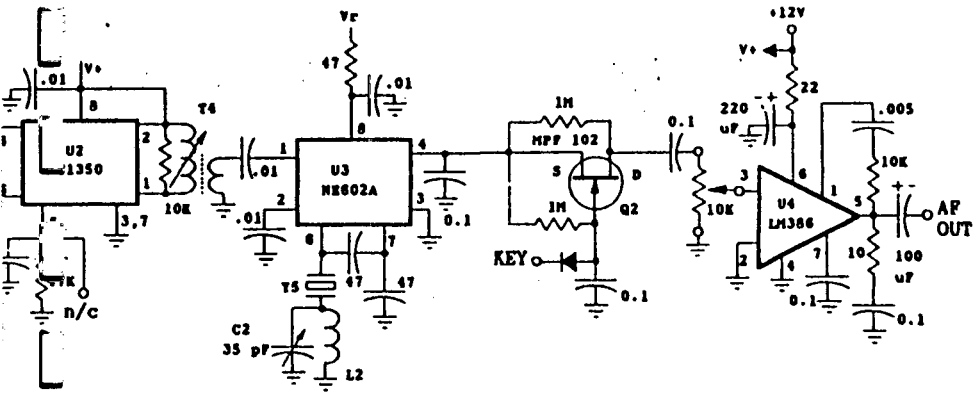 Vr
+12V
V+
.01
V+
8
47
.01
T4
V+
22
2
U2
1350
1
10K
3,7
.01
8
1
U3
NE602A
4
2
3
6
7
.01
0.1
1M
MPF 102
S
D
1M
Q2
KEY
0.1
0.1
10K
220
uF
- +
.005
3
6
1
U4
LM386
5
10K
+ -
AF
OUT
2
4
7
10
100
uF
0.1
0.1
K
n/c
Y5
47
47
C2
35 pF
L2